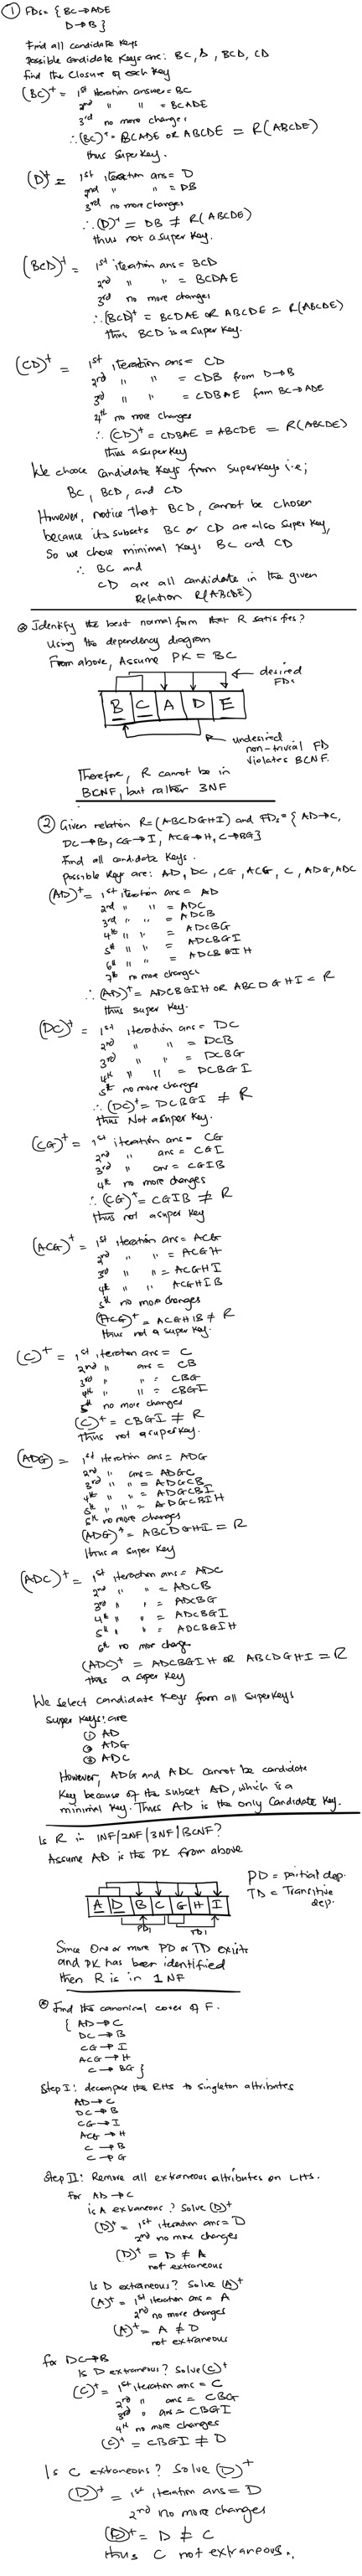 ① FDs = { BC→ADE
D→B }
Find all candidate keys
Possible candidate keys are: BC, D, BCD, CD
find the closure of each key
(BC)+ = 1st iteration answer = BC
2nd " " = BCADE
3rd no more changes
∴ (BC)+ = BCADE OR ABCDE = R(ABCDE)
thus super key.
(D)+ = 1st iteration ans = D
2nd " " = DB
3rd no more changes
∴ (D)+ = DB ≠ R(ABCDE)
thus not a super key.
(BCD)+ = 1st iteration ans = BCD
2nd " " = BCDAE
3rd no more changes
∴ (BCD)+ = BCDAE OR ABCDE = R(ABCDE)
thus BCD is a super key.
(CD)+ = 1st iteration ans = CD
2nd " " = CDB from D→B
3rd " " = CDBAE from BC→ADE
4th no more changes
∴ (CD)+ = CDBAE = ABCDE = R(ABCDE)
thus a super key
We choose candidate keys from superkeys i.e;
BC, BCD, and CD
However, notice that BCD, cannot be chosen
because its subsets BC or CD are also super key,
So we chose minimal keys BC and CD
∴ BC and
CD are all candidate in the given
Relation R(ABCDE)
Identify the best normal form that R satisfies?
Using the dependency diagram
From above, Assume PK = BC
desired
FDs
B C A D E
undesired
non-trivial FD
violates BCNF.
Therefore, R cannot be in
BCNF, but rather 3NF
② Given relation R=(ABCDGHI) and FDs = { AD→C,
DC→B, CG→I, ACG→H, C→BG}
Find all candidate keys.
possible keys are: AD, DC, CG, ACG, C, ADG, ADC
(AD)+ = 1st iteration ans = AD
2nd " " = ADC
3rd " " = ADCB
4th " " = ADCBG
5th " " = ADCBGI
6th " " = ADCBGIH
7th no more changes
∴ (AD)+ = ADCBGIH OR ABCDGHI = R
thus super key.
(DC)+ = 1st iteration ans = DC
2nd " " = DCB
3rd " " = DCBG
4th " " = DCBGI
5th no more changes
∴ (DC)+ = DCBGI ≠ R
thus Not a super key.
(CG)+ = 1st iteration ans = CG
2nd " ans = CGI
3rd " ans = CGIB
4th no more changes
∴ (CG)+ = CGIB ≠ R
thus not a super key
(ACG)+ = 1st iteration ans = ACG
2nd " " = ACGH
3rd " " = ACGHI
4th " " ACGHIB
5th no more changes
(ACG)+ = ACGHIB ≠ R
thus not a super key.
(C)+ = 1st iteration ans = C
2nd " ans = CB
3rd " " = CBG
4th " " = CBGI
5th no more changes
(C)+ = CBGI ≠ R
thus not a super key.
(ADG) = 1st iteration ans = ADG
2nd " ans = ADGC
3rd " " = ADGCB
4th " " = ADGCBI
5th " " = ADGCBIH
6th no more changes
(ADG)+ = ABCDGHI = R
thus a super key
(ADC)+ = 1st iteration ans = ADC
2nd " " = ADCB
3rd " " = ADCBG
4th " " = ADCBGI
5th " " = ADCBGIH
6th no more change
(ADC)+ = ADCBGIH OR ABCDGHI = R
thus a super key
We select candidate keys from all superkeys
super keys are
① AD
② ADG
③ ADC
However, ADG and ADC cannot be candidate
key because of the subset AD, which is a
minimal key. Thus AD is the only candidate key.
Is R in 1NF/2NF/3NF/BCNF?
Assume AD is the PK from above
PD = partial dep.
TD = Transitive
dep.
A D B C G H I
PD1 TD1
Since one or more PD or TD exists
and PK has been identified
then R is in 1NF
Find the canonical cover of F.
{ AD→C
DC→B
CG→I
ACG→H
C→BG }
Step I: decompose the RHS to singleton attributes
AD→C
DC→B
CG→I
ACG→H
C→B
C→G
Step II: Remove all extraneous attributes on LHS.
For AD→C
is A extraneous? Solve (D)+
(D)+ = 1st iteration ans = D
2nd no more changes
(D)+ = D ≠ A
not extraneous
Is D extraneous? Solve (A)+
(A)+ = 1st iteration ans = A
2nd no more changes
(A)+ = A ≠ D
not extraneous
for DC→B
Is D extraneous? Solve (C)+
(C)+ = 1st iteration ans = C
2nd " ans = CBG
3rd " ans = CBGI
4th no more changes
(C)+ = CBGI ≠ D
Is C extraneous? Solve (D)+
(D)+ = 1st iteration ans = D
2nd no more changes
(D)+ = D ≠ C
thus C not extraneous.